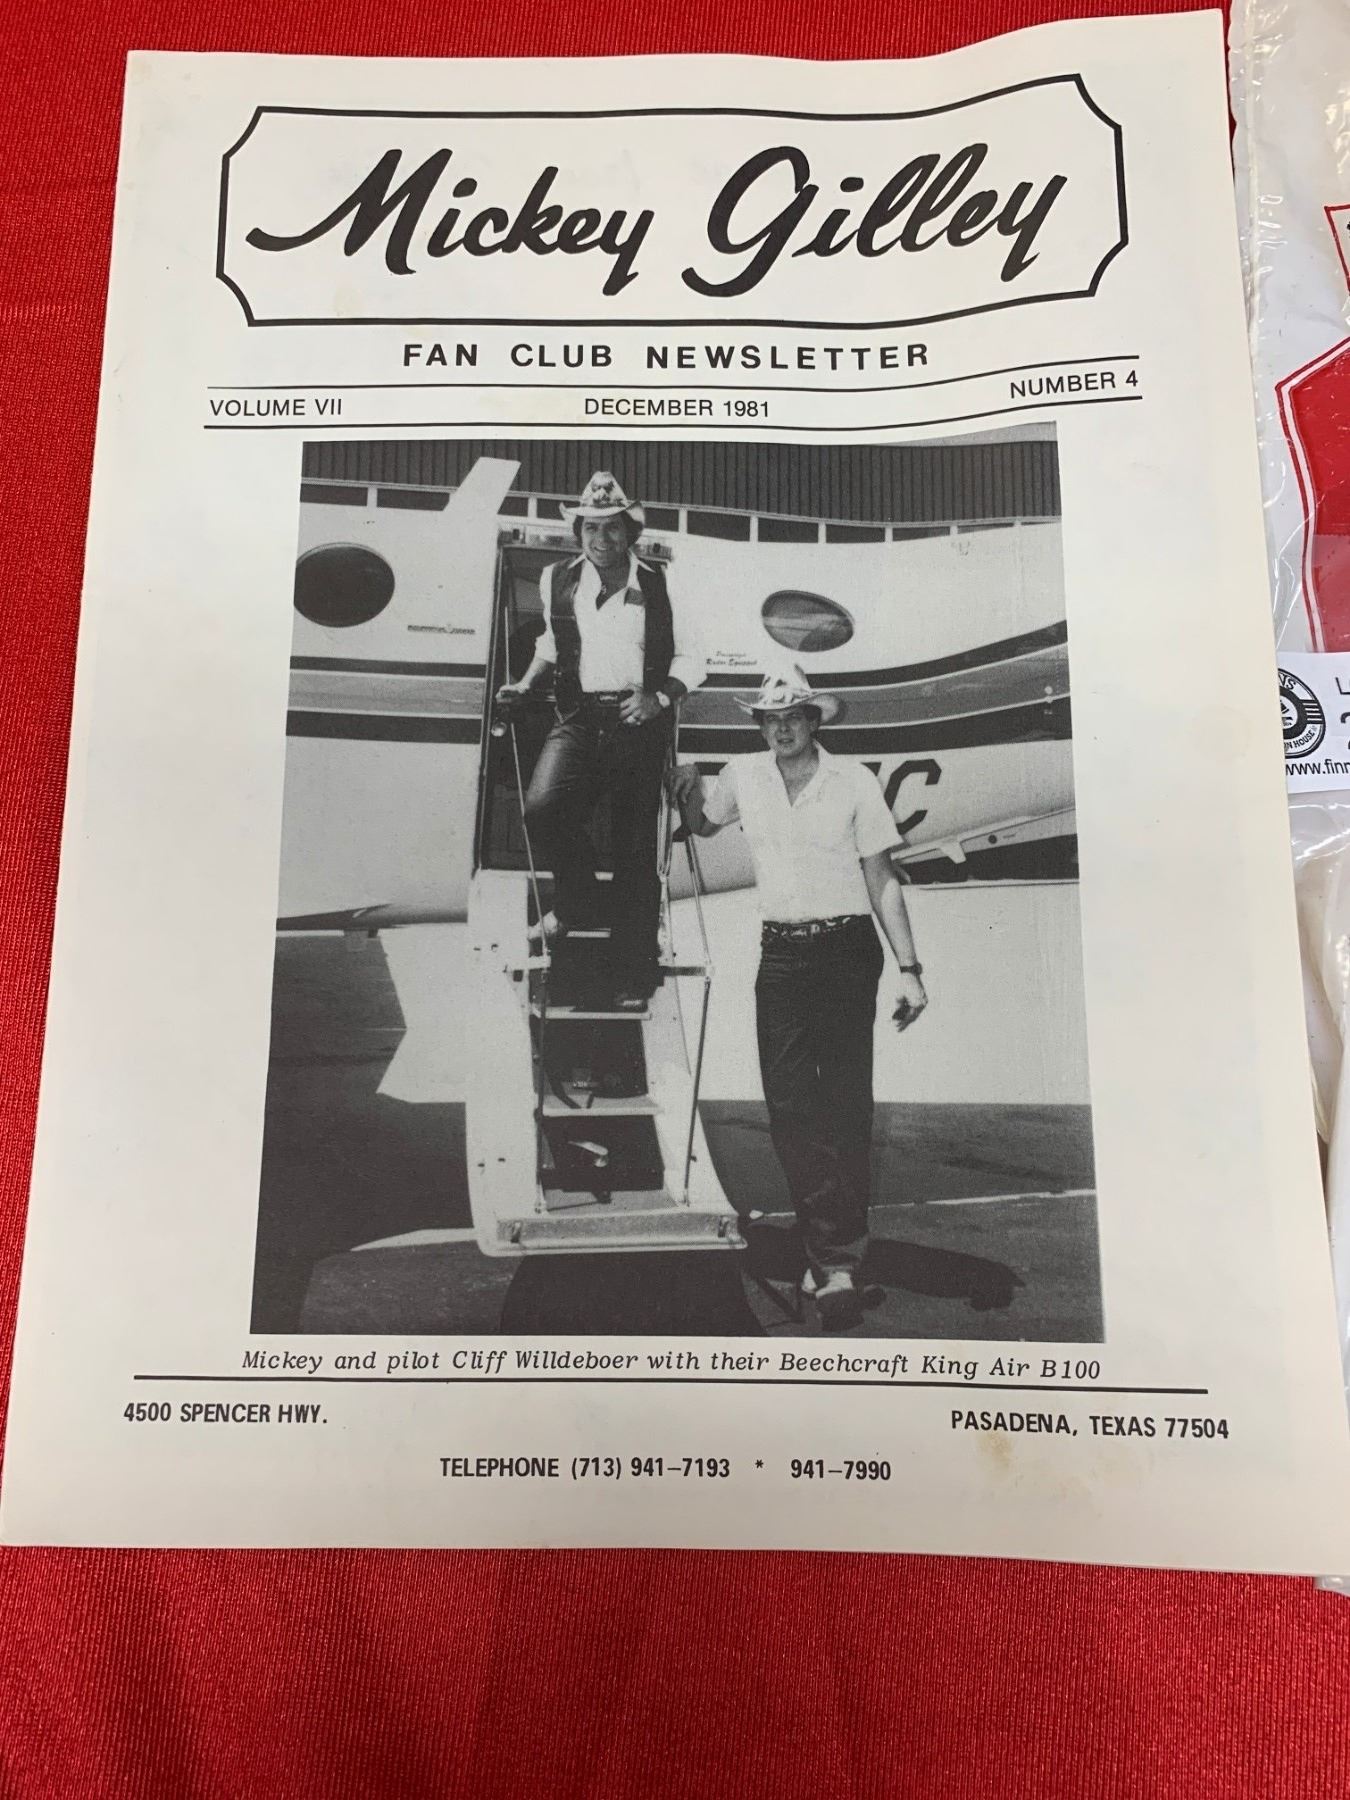 Mickey Gilley
FAN CLUB NEWSLETTER
VOLUME VII DECEMBER 1981 NUMBER 4
Mickey and pilot Cliff Willdeboer with their Beechcraft King Air B100
4500 SPENCER HWY. PASADENA, TEXAS 77504
TELEPHONE (713) 941-7193 * 941-7990